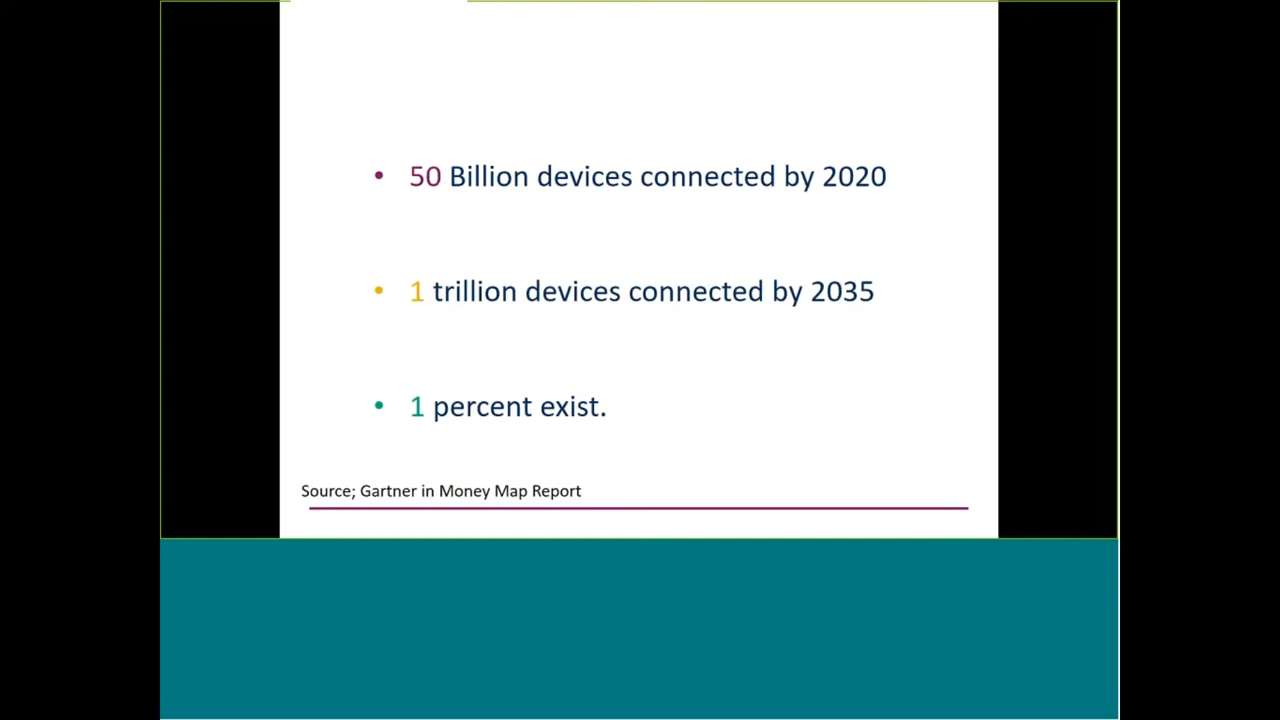 • 50 Billion devices connected by 2020
• 1 trillion devices connected by 2035
• 1 percent exist.
Source; Gartner in Money Map Report